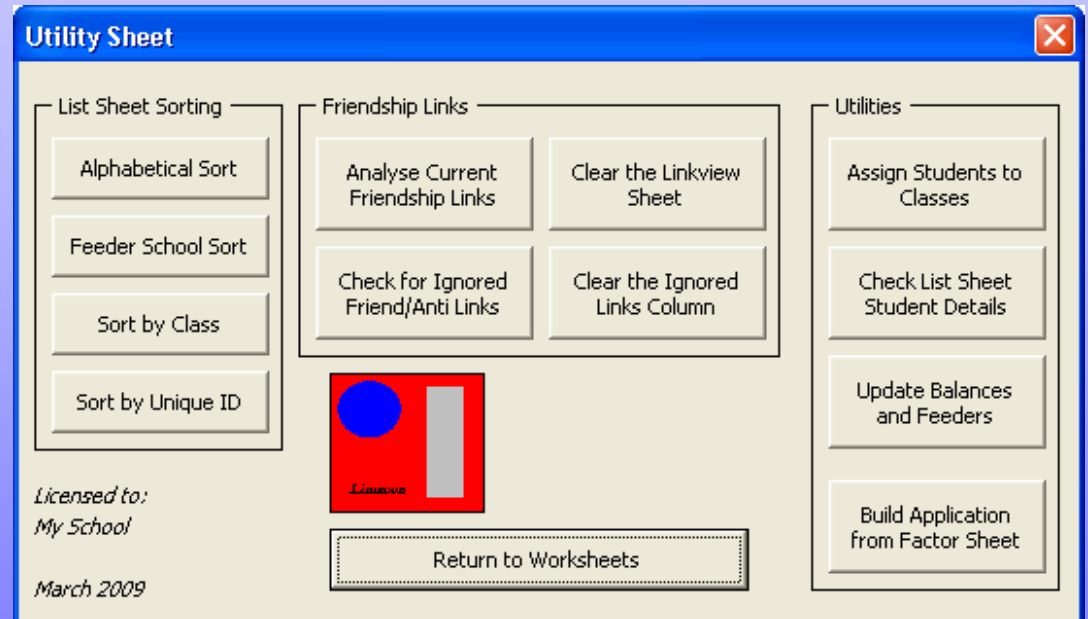 Utility Sheet
List Sheet Sorting
Alphabetical Sort
Feeder School Sort
Sort by Class
Sort by Unique ID
Friendship Links
Analyse Current
Friendship Links
Clear the Linkview
Sheet
Check for Ignored
Friend/Anti Links
Clear the Ignored
Links Column
Utilities
Assign Students to
Classes
Check List Sheet
Student Details
Update Balances
and Feeders
Build Application
from Factor Sheet
Licensed to:
My School
March 2009
Return to Worksheets